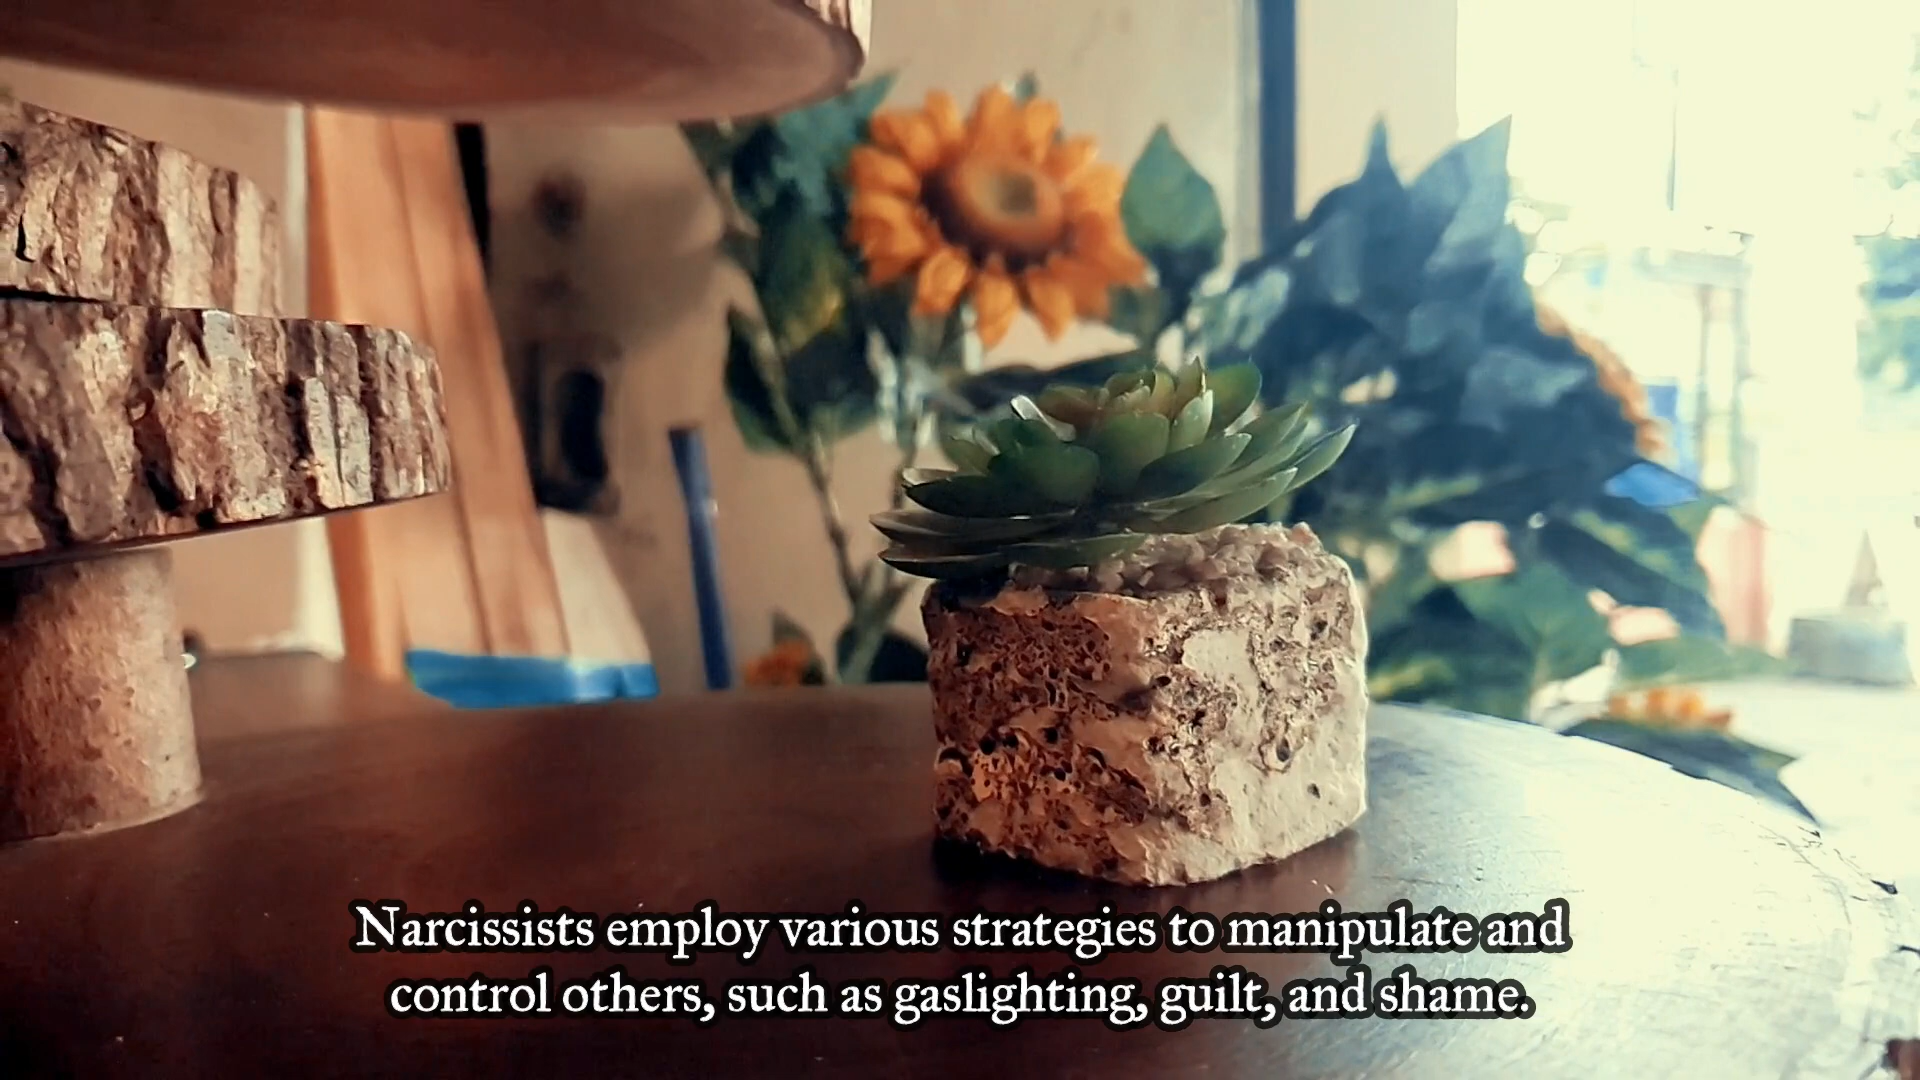 Narcissists employ various strategies to manipulate and
control others, such as gaslighting, guilt, and shame.